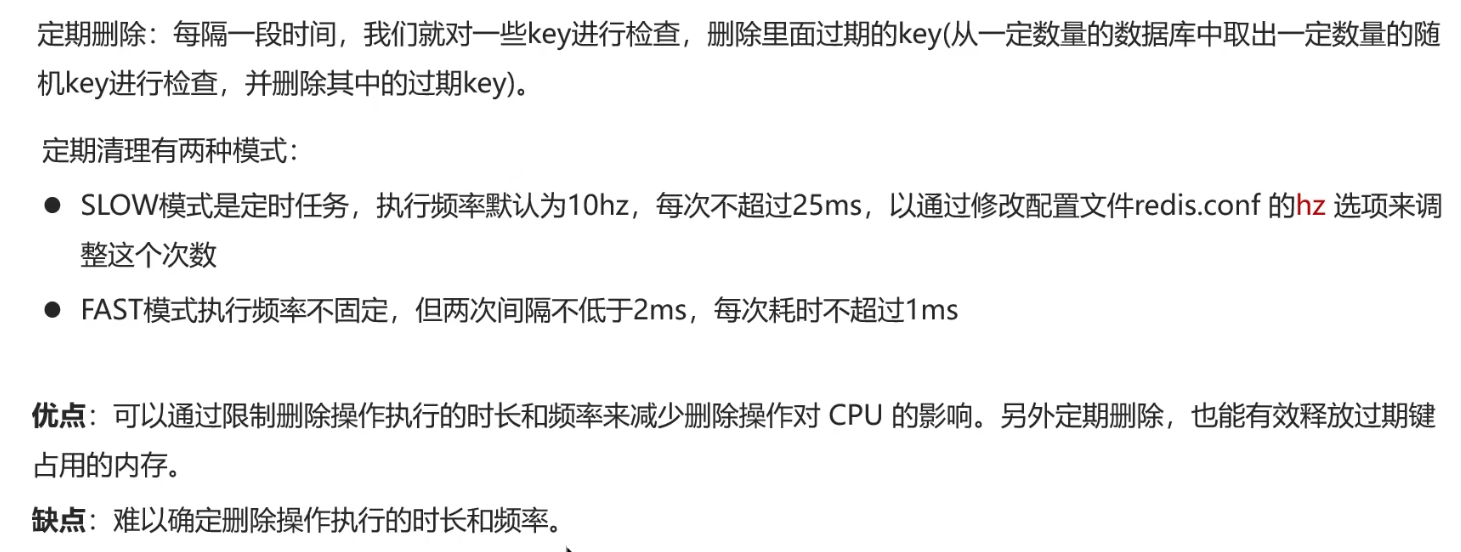 定期删除：每隔一段时间，我们就对一些key进行检查，删除里面过期的key(从一定数量的数据库中取出一定数量的随
机key进行检查，并删除其中的过期key)。
定期清理有两种模式：
● SLOW模式是定时任务，执行频率默认为10hz，每次不超过25ms，以通过修改配置文件redis.conf 的hz 选项来调
整这个次数
● FAST模式执行频率不固定，但两次间隔不低于2ms，每次耗时不超过1ms
优点：可以通过限制删除操作执行的时长和频率来减少删除操作对 CPU 的影响。另外定期删除，也能有效释放过期键
占用的内存。
缺点：难以确定删除操作执行的时长和频率。